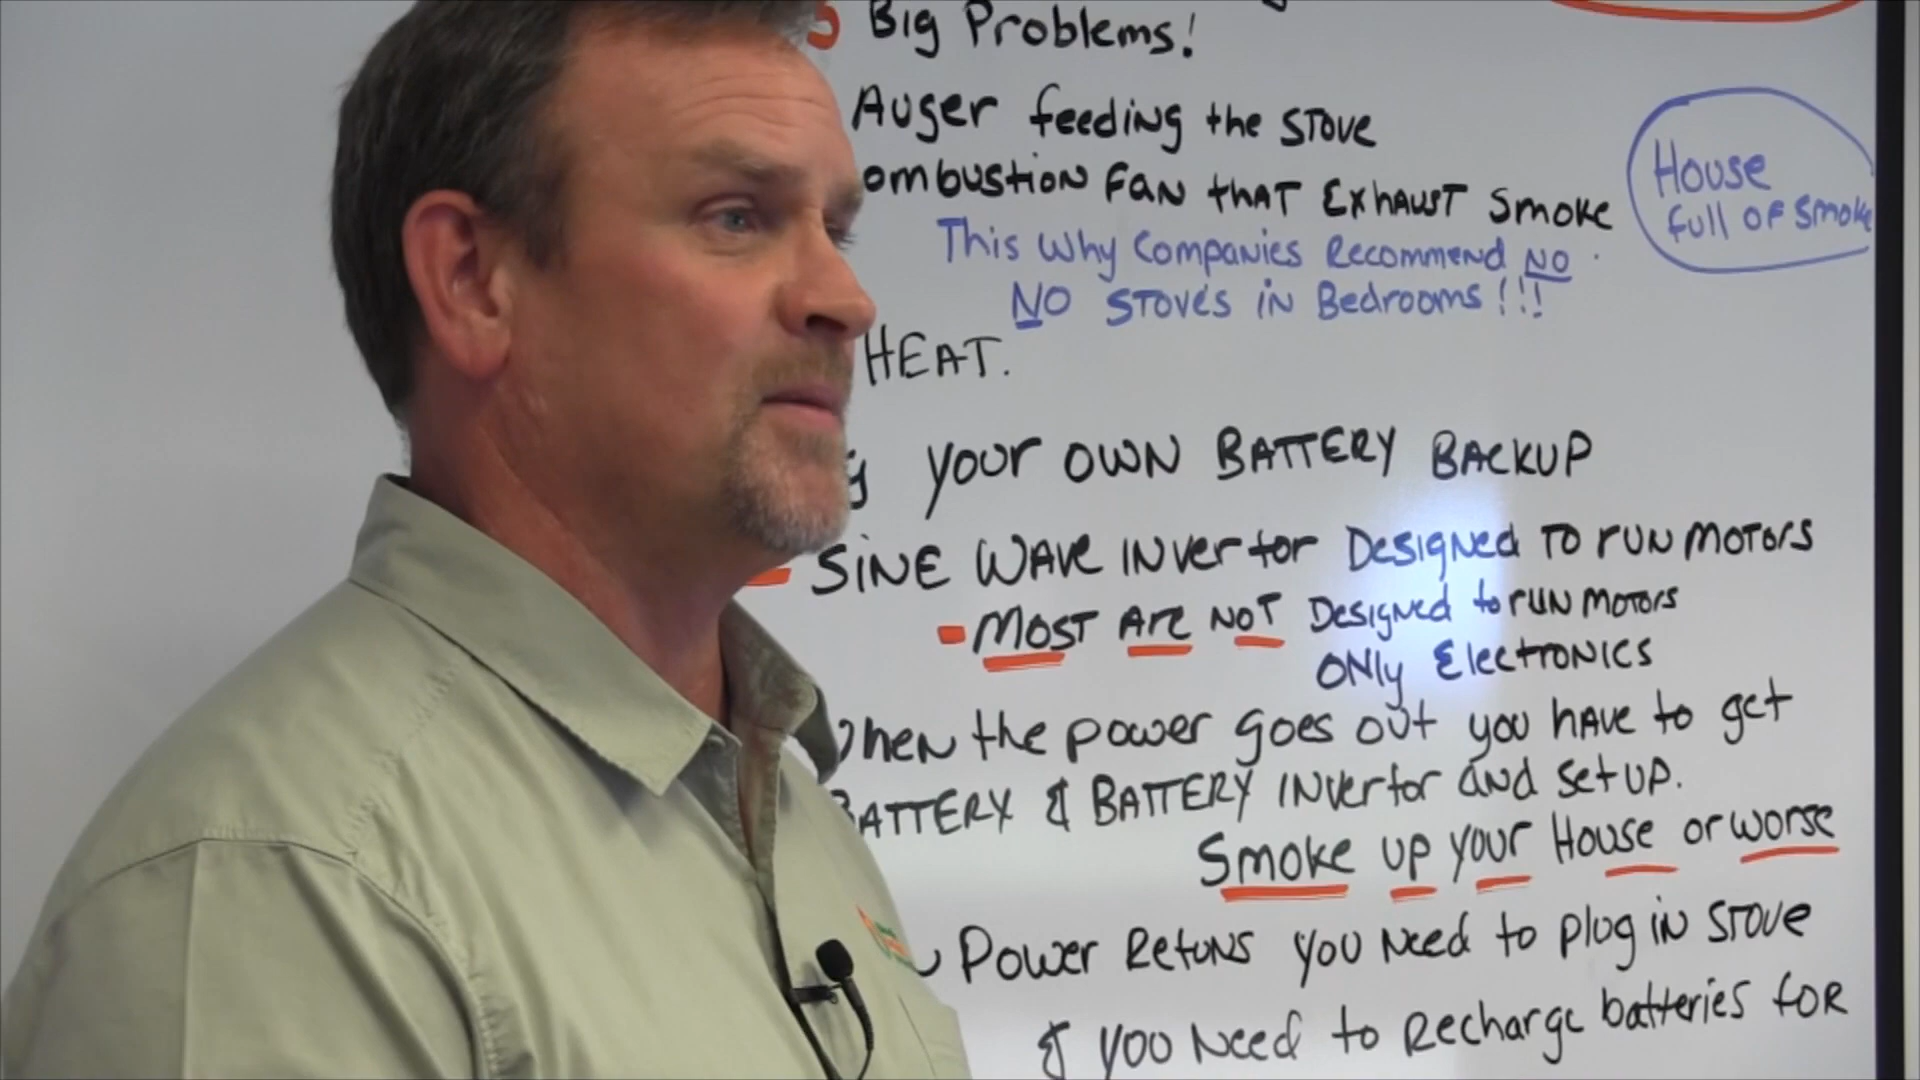 Big Problems!
Auger feeding the stove
ombustion fan that exhaust smoke
House
full of smoke
This why companies recommend NO
NO stoves in Bedrooms!!!
HEAT.
y your own BATTERY BACKUP
SINE WAVE INvertor Designed to run motors
- MOST Are NOT Designed to run motors
ONly Electronics
hen the power goes out you have to get
BATTERY & BATTERY INvertor and set up.
Smoke up your House or worse
Power Retuns you need to plug in stove
& you need to recharge batteries for